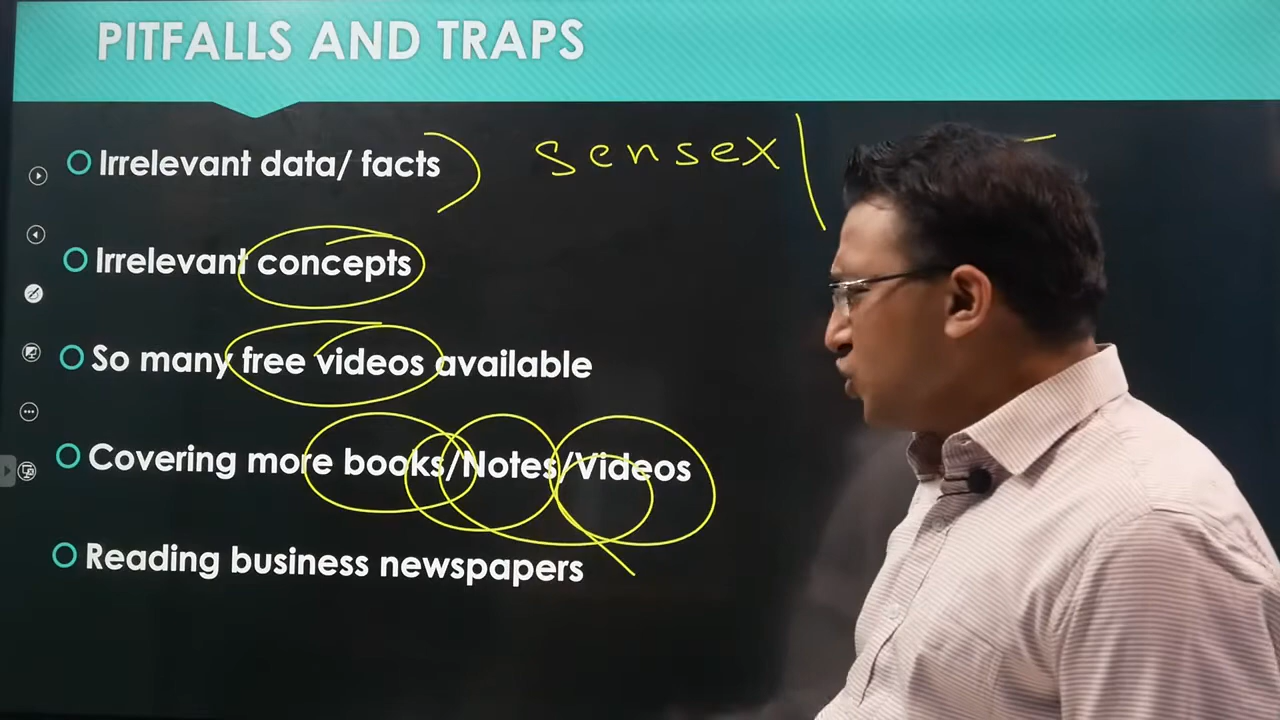 PITFALLS AND TRAPS
Irrelevant data/ facts
sensex
Irrelevant concepts
So many free videos available
Covering more books/Notes/Videos
Reading business newspapers